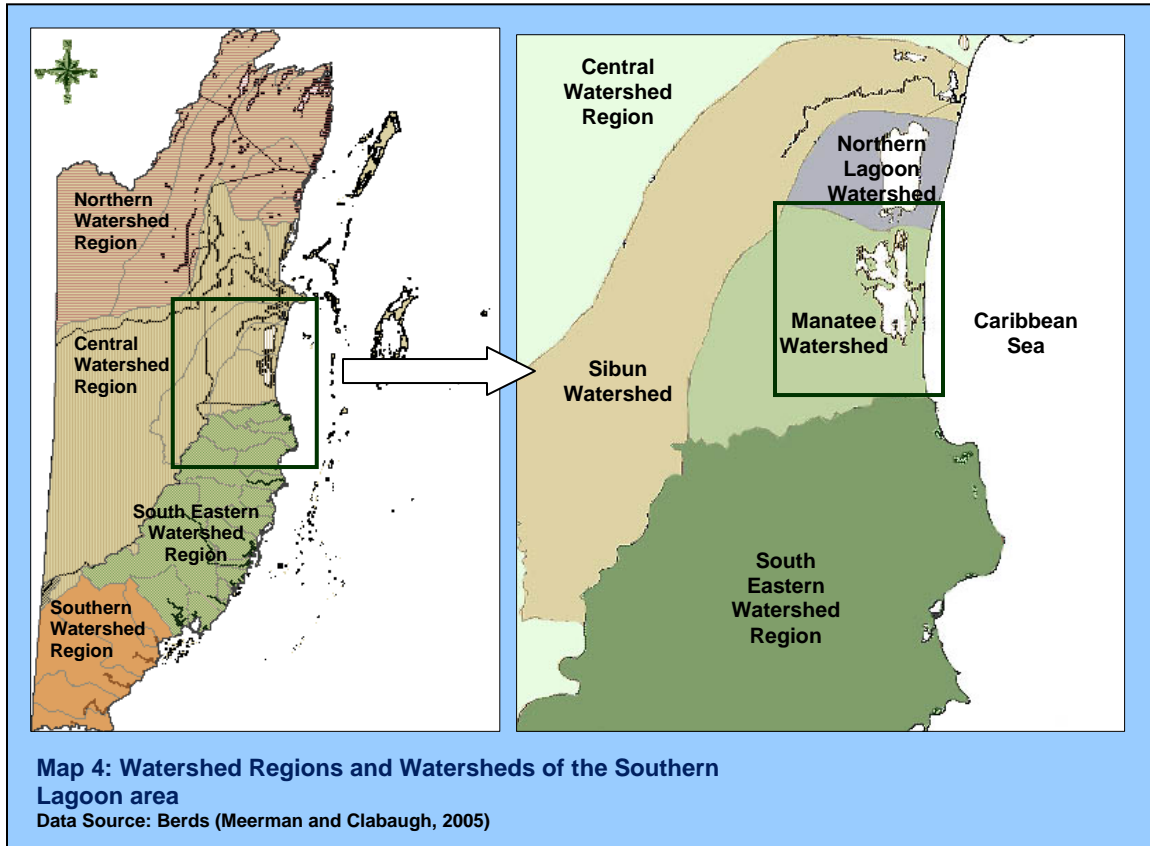 Northern
Watershed
Region
Central
Watershed
Region
South Eastern
Watershed
Region
Southern
Watershed
Region
Central
Watershed
Region
Northern
Lagoon
Watershed
Manatee
Watershed
Caribbean
Sea
Sibun
Watershed
South
Eastern
Watershed
Region
Map 4: Watershed Regions and Watersheds of the Southern
Lagoon area
Data Source: Berds (Meerman and Clabaugh, 2005)